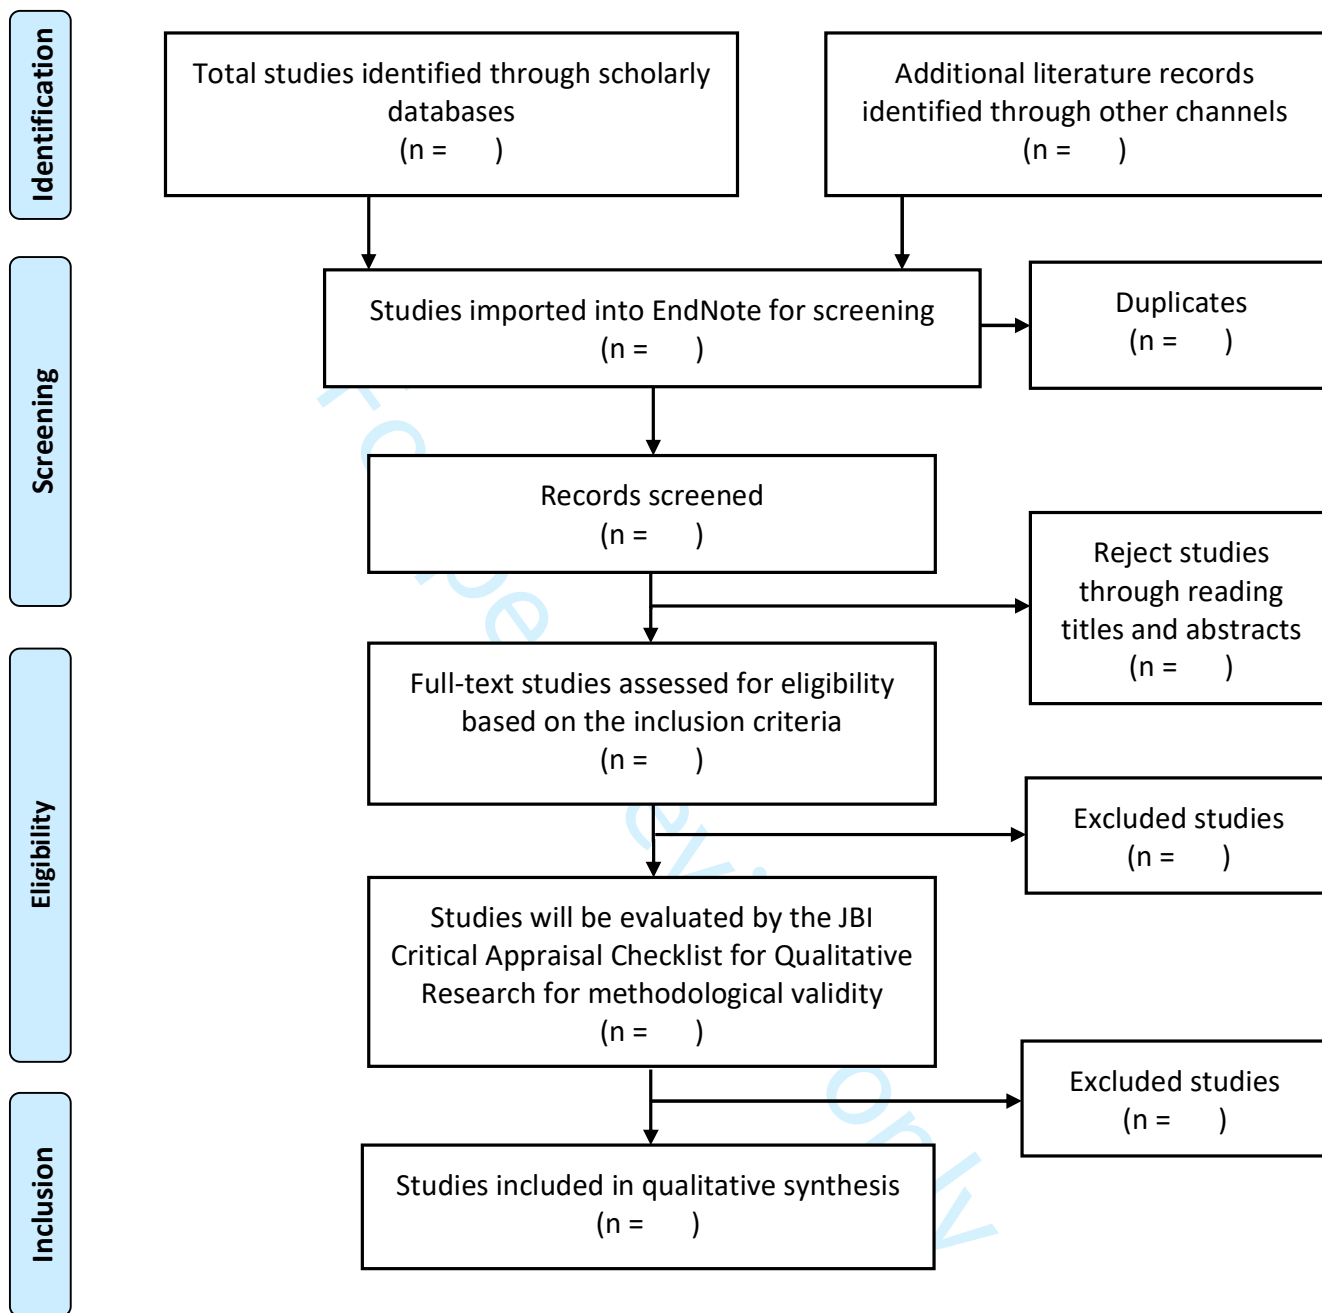 Identification
Total studies identified through scholarly
databases
(n =      )
Additional literature records
identified through other channels
(n =      )
Screening
Studies imported into EndNote for screening
(n =      )
Duplicates
(n =      )
Records screened
(n =      )
Reject studies
through reading
titles and abstracts
(n =      )
Eligibility
Full-text studies assessed for eligibility
based on the inclusion criteria
(n =      )
Excluded studies
(n =      )
Studies will be evaluated by the JBI
Critical Appraisal Checklist for Qualitative
Research for methodological validity
(n =      )
Excluded studies
(n =      )
Inclusion
Studies included in qualitative synthesis
(n =      )
only